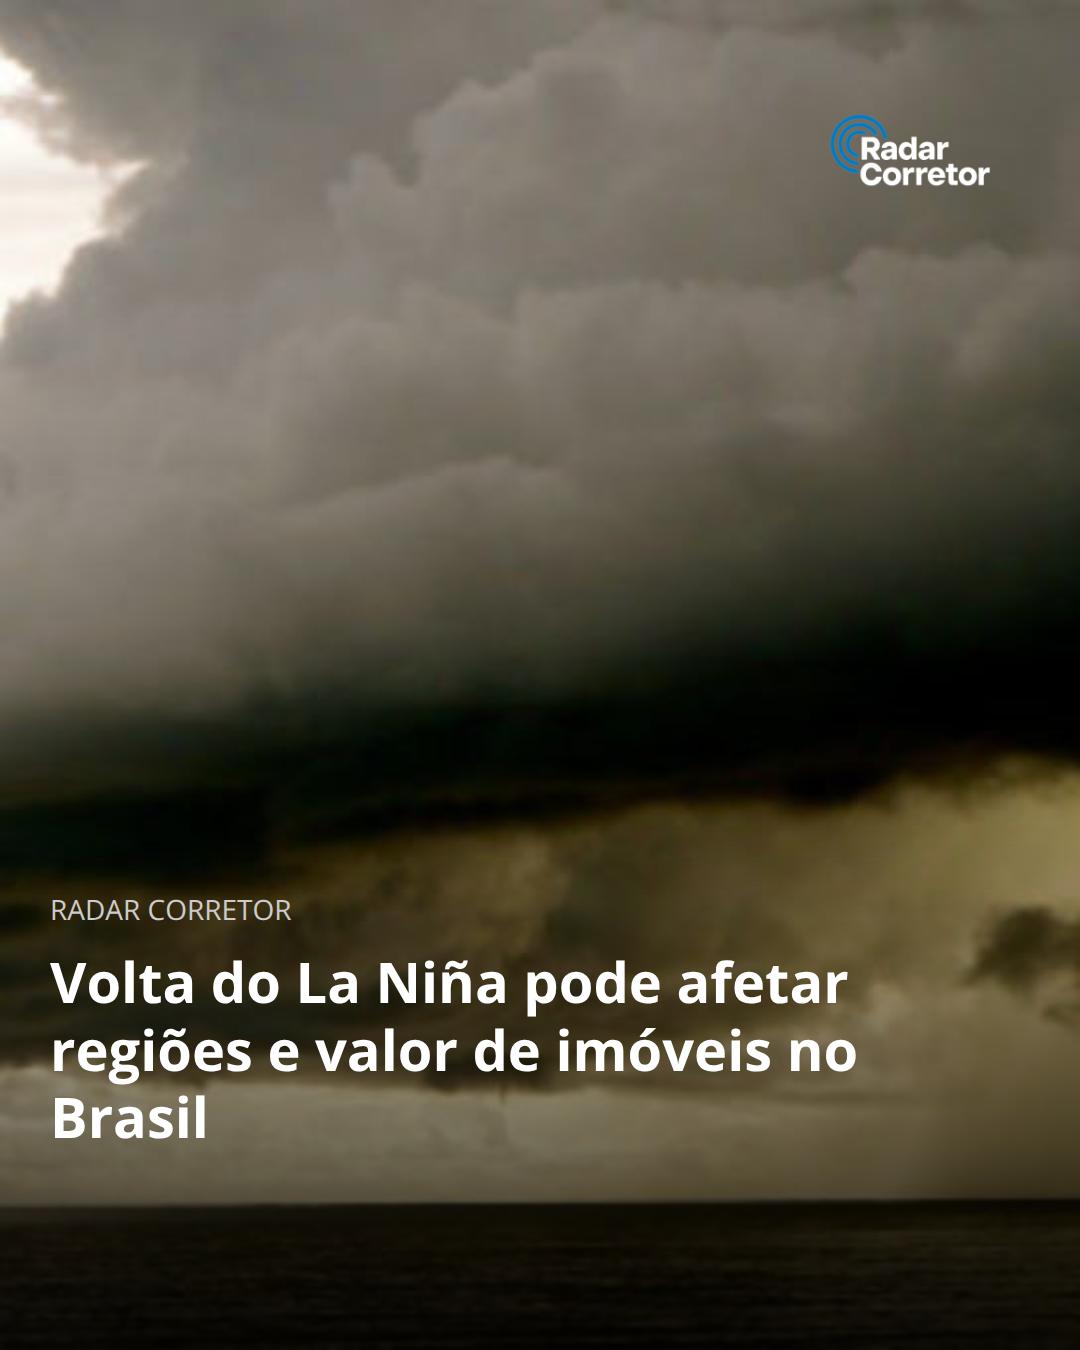 Radar
Corretor
RADAR CORRETOR
Volta do La Niña pode afetar
regiões e valor de imóveis no
Brasil